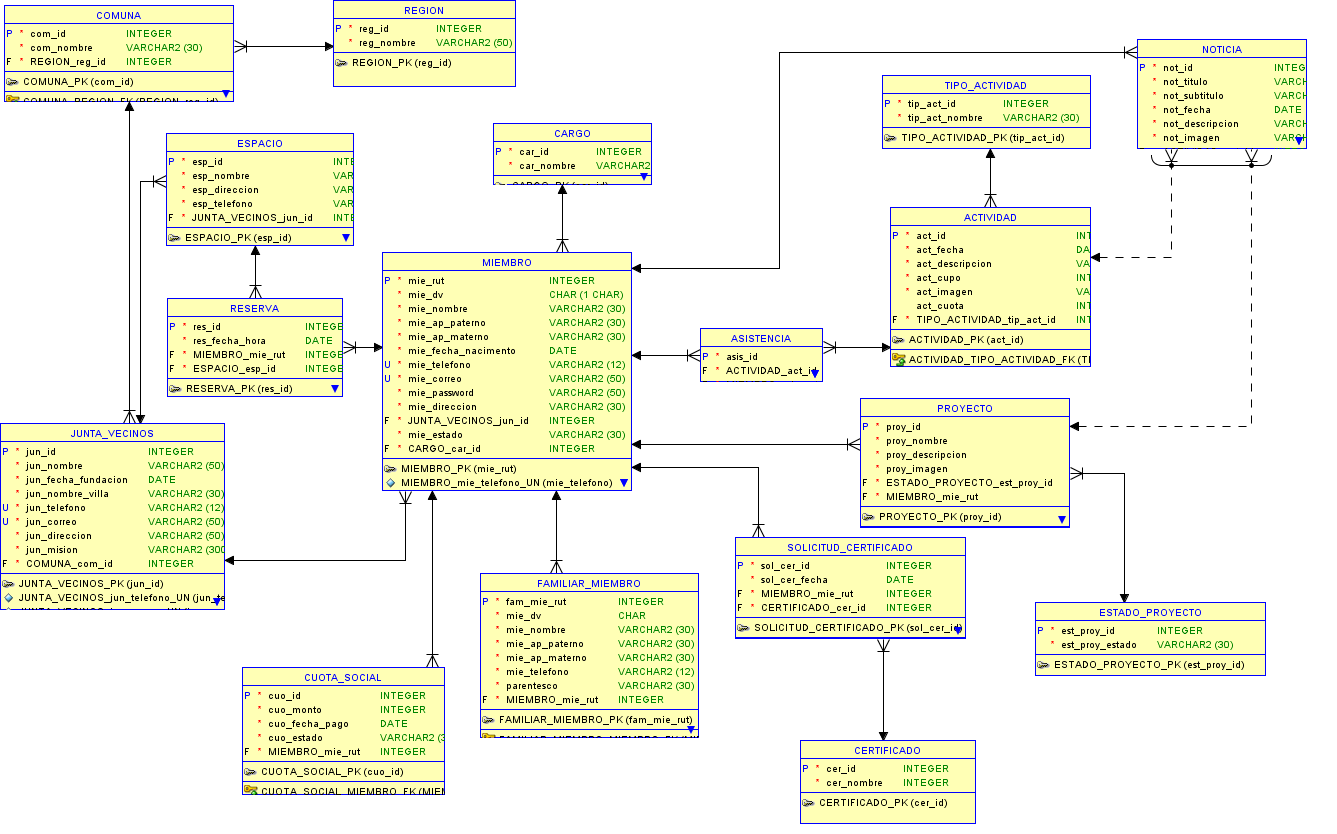 COMUNA
P * com_id INTEGER
* com_nombre VARCHAR2 (30)
F * REGION_reg_id INTEGER
COMUNA_PK (com_id)
COMUNA_REGION_FK (REGION_reg_id)
REGION
P * reg_id INTEGER
* reg_nombre VARCHAR2 (50)
REGION_PK (reg_id)
NOTICIA
P * not_id INTEG
* not_titulo VARCH
* not_subtitulo VARCH
* not_fecha DATE
* not_descripcion VARCH
* not_imagen VARCH
TIPO_ACTIVIDAD
P * tip_act_id INTEGER
* tip_act_nombre VARCHAR2 (30)
TIPO_ACTIVIDAD_PK (tip_act_id)
CARGO
P * car_id INTEGER
* car_nombre VARCHAR2
ESPACIO
P * esp_id INTE
* esp_nombre VAR
* esp_direccion VAR
* esp_telefono VAR
F * JUNTA_VECINOS_jun_id INTE
ESPACIO_PK (esp_id)
ACTIVIDAD
P * act_id INT
* act_fecha DA
* act_descripcion VA
* act_cupo INT
* act_imagen VA
act_cuota INT
F * TIPO_ACTIVIDAD_tip_act_id INT
ACTIVIDAD_PK (act_id)
ACTIVIDAD_TIPO_ACTIVIDAD_FK (TI
MIEMBRO
P * mie_rut INTEGER
* mie_dv CHAR (1 CHAR)
* mie_nombre VARCHAR2 (30)
* mie_ap_paterno VARCHAR2 (30)
* mie_ap_materno VARCHAR2 (30)
* mie_fecha_nacimento DATE
U * mie_telefono VARCHAR2 (12)
U * mie_correo VARCHAR2 (50)
* mie_password VARCHAR2 (50)
* mie_direccion VARCHAR2 (30)
F * JUNTA_VECINOS_jun_id INTEGER
* mie_estado VARCHAR2 (30)
F * CARGO_car_id INTEGER
MIEMBRO_PK (mie_rut)
MIEMBRO_mie_telefono_UN (mie_telefono)
RESERVA
P * res_id INTEGE
* res_fecha_hora DATE
F * MIEMBRO_mie_rut INTEGE
F * ESPACIO_esp_id INTEGE
RESERVA_PK (res_id)
ASISTENCIA
P * asis_id
F * ACTIVIDAD_act_id
PROYECTO
P * proy_id
* proy_nombre
* proy_descripcion
* proy_imagen
F * ESTADO_PROYECTO_est_proy_id
F * MIEMBRO_mie_rut
PROYECTO_PK (proy_id)
JUNTA_VECINOS
P * jun_id INTEGER
* jun_nombre VARCHAR2 (50)
* jun_fecha_fundacion DATE
* jun_nombre_villa VARCHAR2 (30)
U * jun_telefono VARCHAR2 (12)
U * jun_correo VARCHAR2 (50)
* jun_direccion VARCHAR2 (50)
* jun_mision VARCHAR2 (300
F * COMUNA_com_id INTEGER
JUNTA_VECINOS_PK (jun_id)
JUNTA_VECINOS_jun_telefono_UN (jun_te
SOLICITUD_CERTIFICADO
P * sol_cer_id INTEGER
* sol_cer_fecha DATE
F * MIEMBRO_mie_rut INTEGER
F * CERTIFICADO_cer_id INTEGER
SOLICITUD_CERTIFICADO_PK (sol_cer_id)
FAMILIAR_MIEMBRO
P * fam_mie_rut INTEGER
* mie_dv CHAR
* mie_nombre VARCHAR2 (30)
* mie_ap_paterno VARCHAR2 (30)
* mie_ap_materno VARCHAR2 (30)
* mie_telefono VARCHAR2 (12)
* parentesco VARCHAR2 (30)
F * MIEMBRO_mie_rut INTEGER
FAMILIAR_MIEMBRO_PK (fam_mie_rut)
ESTADO_PROYECTO
P * est_proy_id INTEGER
* est_proy_estado VARCHAR2 (30)
ESTADO_PROYECTO_PK (est_proy_id)
CUOTA_SOCIAL
P * cuo_id INTEGER
* cuo_monto INTEGER
* cuo_fecha_pago DATE
* cuo_estado VARCHAR2 (3
F * MIEMBRO_mie_rut INTEGER
CUOTA_SOCIAL_PK (cuo_id)
CUOTA_SOCIAL_MIEMBRO_FK (MIEM
CERTIFICADO
P * cer_id INTEGER
* cer_nombre INTEGER
CERTIFICADO_PK (cer_id)